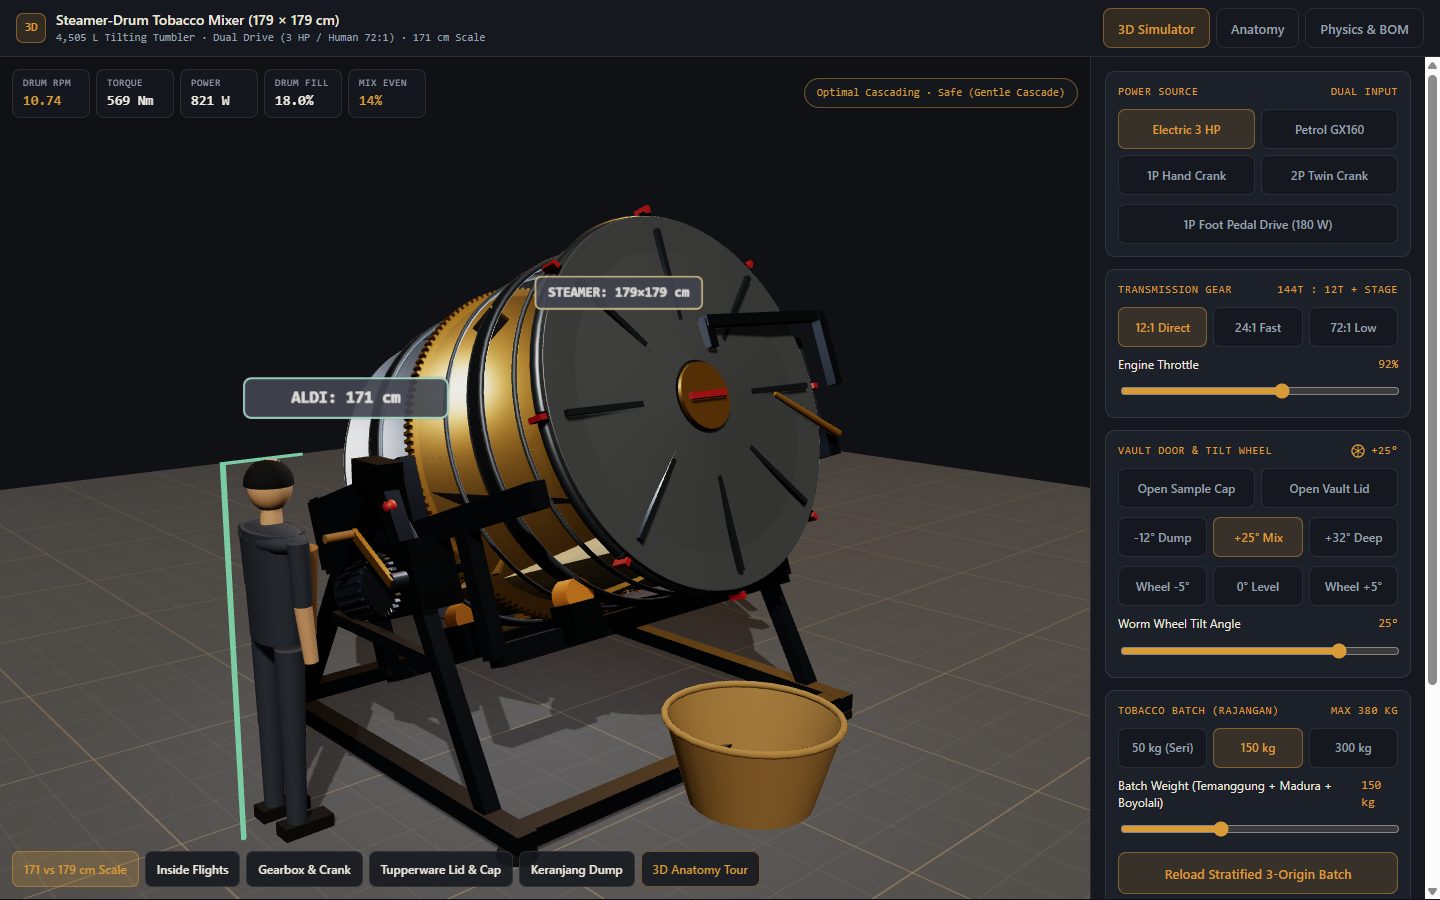 3D
Steamer-Drum Tobacco Mixer (179 × 179 cm)
4,505 L Tilting Tumbler · Dual Drive (3 HP / Human 72:1) · 171 cm Scale
3D Simulator
Anatomy
Physics & BOM
DRUM RPM
10.74
TORQUE
569 Nm
POWER
821 W
DRUM FILL
18.0%
MIX EVEN
14%
Optimal Cascading · Safe (Gentle Cascade)
STEAMER: 179×179 cm
ALDI: 171 cm
171 vs 179 cm Scale
Inside Flights
Gearbox & Crank
Tupperware Lid & Cap
Keranjang Dump
3D Anatomy Tour
POWER SOURCE
DUAL INPUT
Electric 3 HP
Petrol GX160
1P Hand Crank
2P Twin Crank
1P Foot Pedal Drive (180 W)
TRANSMISSION GEAR
144T : 12T + STAGE
12:1 Direct
24:1 Fast
72:1 Low
Engine Throttle
92%
VAULT DOOR & TILT WHEEL
+25°
Open Sample Cap
Open Vault Lid
-12° Dump
+25° Mix
+32° Deep
Wheel -5°
0° Level
Wheel +5°
Worm Wheel Tilt Angle
25°
TOBACCO BATCH (RAJANGAN)
MAX 380 KG
50 kg (Seri)
150 kg
300 kg
Batch Weight (Temanggung + Madura +
Boyolali)
150
kg
Reload Stratified 3-Origin Batch